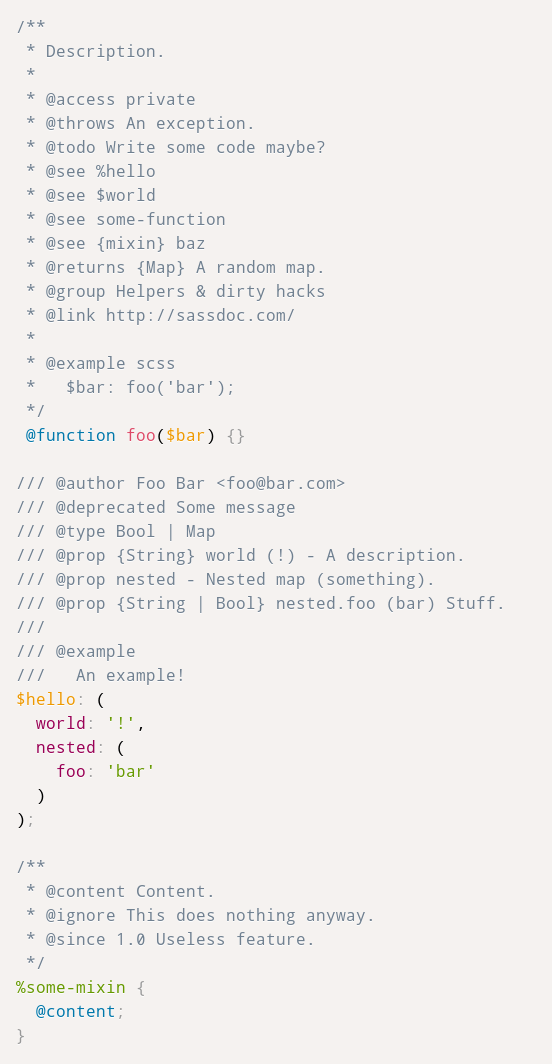 /**
 * Description.
 *
 * @access private
 * @throws An exception.
 * @todo Write some code maybe?
 * @see %hello
 * @see $world
 * @see some-function
 * @see {mixin} baz
 * @returns {Map} A random map.
 * @group Helpers & dirty hacks
 * @link http://sassdoc.com/
 *
 * @example scss
 *   $bar: foo('bar');
 */
 @function foo($bar) {}

/// @author Foo Bar <foo@bar.com>
/// @deprecated Some message
/// @type Bool | Map
/// @prop {String} world (!) - A description.
/// @prop nested - Nested map (something).
/// @prop {String | Bool} nested.foo (bar) Stuff.
///
/// @example
///   An example!
$hello: (
  world: '!',
  nested: (
    foo: 'bar'
  )
);

/**
 * @content Content.
 * @ignore This does nothing anyway.
 * @since 1.0 Useless feature.
 */
%some-mixin {
  @content;
}